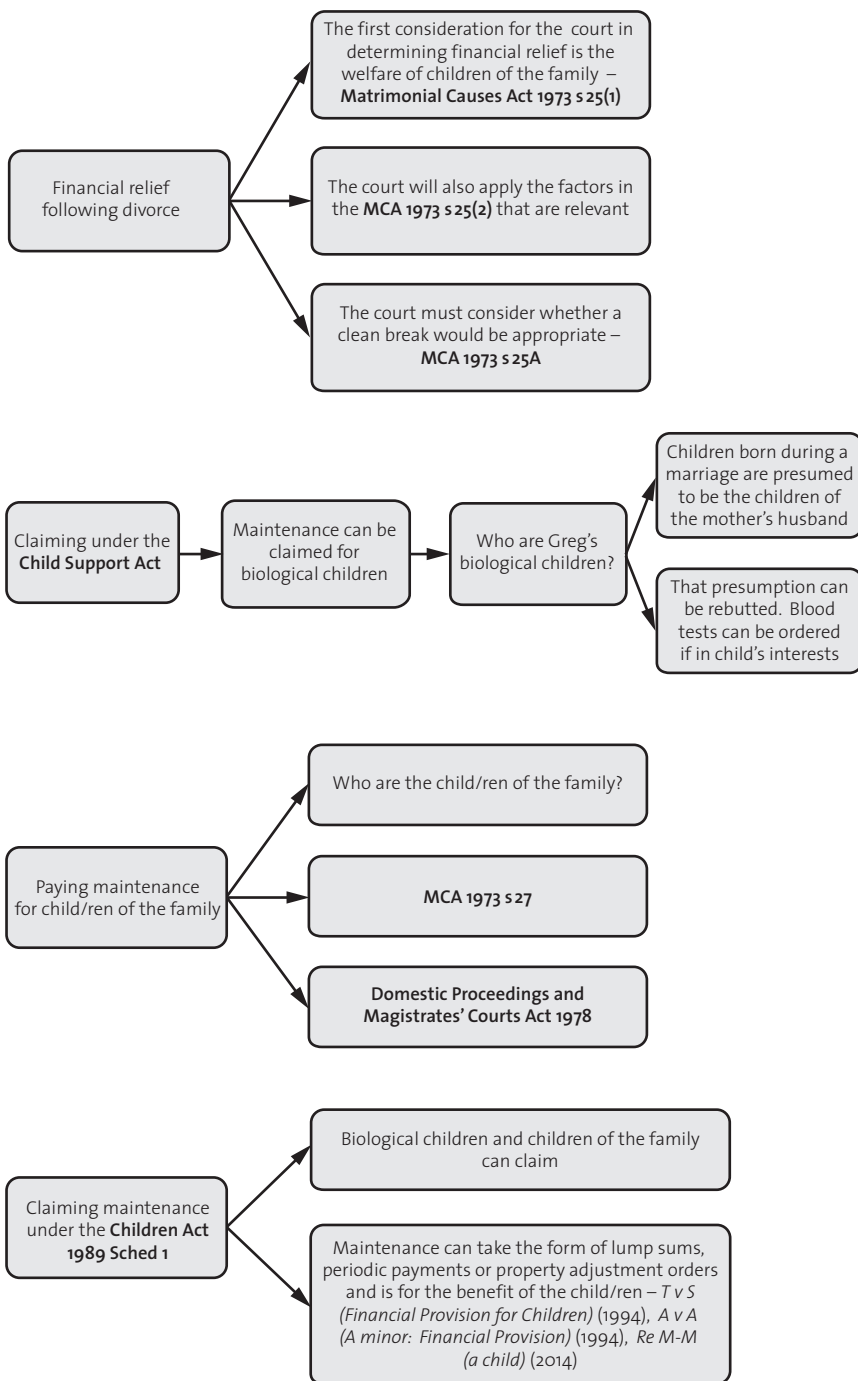 The first consideration for the court in
determining financial relief is the
welfare of children of the family –
Matrimonial Causes Act 1973 s 25(1)
Financial relief
following divorce
The court will also apply the factors in
the MCA 1973 s 25(2) that are relevant
The court must consider whether a
clean break would be appropriate –
MCA 1973 s 25A
Claiming under the
Child Support Act
Maintenance can be
claimed for
biological children
Who are Greg’s
biological children?
Children born during a
marriage are presumed
to be the children of
the mother’s husband
That presumption can
be rebutted. Blood
tests can be ordered
if in child’s interests
Paying maintenance
for child/ren of the family
Who are the child/ren of the family?
MCA 1973 s 27
Domestic Proceedings and
Magistrates’ Courts Act 1978
Claiming maintenance
under the Children Act
1989 Sched 1
Biological children and children of the family
can claim
Maintenance can take the form of lump sums,
periodic payments or property adjustment orders
and is for the benefit of the child/ren – T v S
(Financial Provision for Children) (1994), A v A
(A minor: Financial Provision) (1994), Re M-M
(a child) (2014)